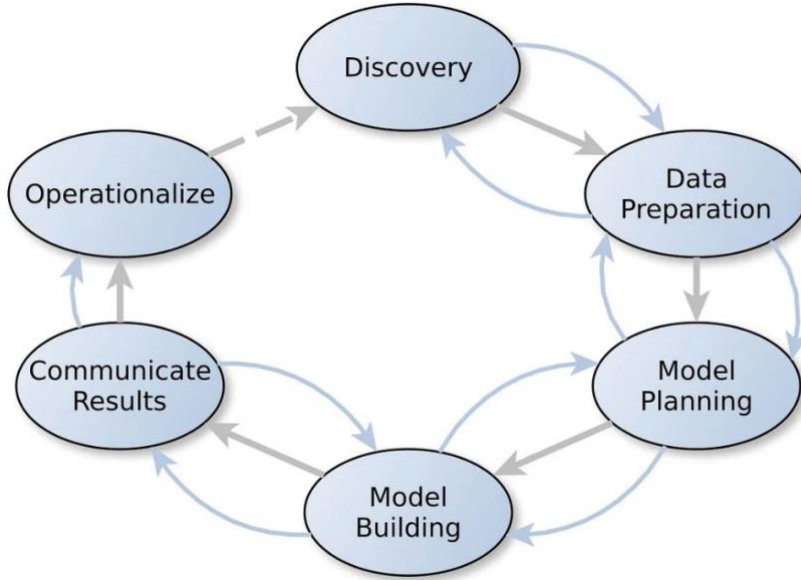 Discovery
Data
Preparation
Model
Planning
Model
Building
Communicate
Results
Operationalize